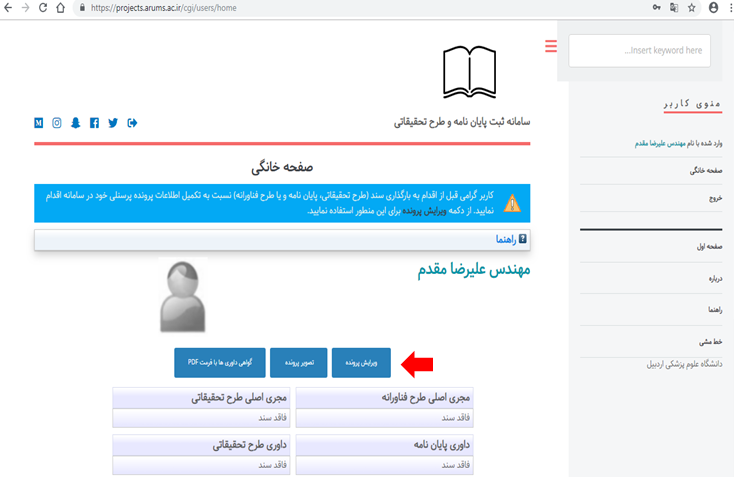 https://projects.arums.ac.ir/cgi/users/home
Insert keyword here...
منوی کاربر
وارد شده با نام مهندس علیرضا مقدم
صفحه خانگی
خروج
صفحه اول
درباره
راهنما
خط مشی
دانشگاه علوم پزشکی اردبیل
سامانه ثبت پایان نامه و طرح تحقیقاتی
صفحه خانگی
کاربر گرامی قبل از اقدام به بارگذاری سند (طرح تحقیقاتی، پایان نامه و یا طرح فناورانه) نسبت به تکمیل اطلاعات پرونده پرسنلی خود در سامانه اقدام
نمایید. از دکمه ویرایش پرونده برای این منظور استفاده نمایید.
راهنما
مهندس علیرضا مقدم
ویرایش پرونده
تصویر پرونده
گواهی داوری ها با فرمت PDF
مجری اصلی طرح فناورانه
مجری اصلی طرح تحقیقاتی
فاقد سند
فاقد سند
داوری پایان نامه
داوری طرح تحقیقاتی
فاقد سند
فاقد سند